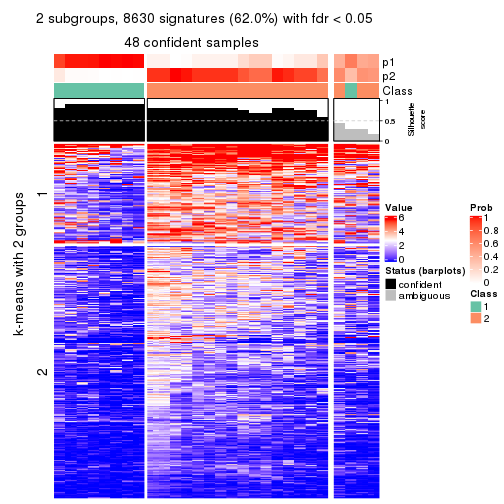 2 subgroups, 8630 signatures (62.0%) with fdr < 0.05
48 confident samples
p1
p2
Class
1
0.5
0
Silhouette
score
k-means with 2 groups
1
2
Value
6
4
2
0
Status (barplots)
confident
ambiguous
Prob
1
0.8
0.6
0.4
0.2
0
Class
1
2